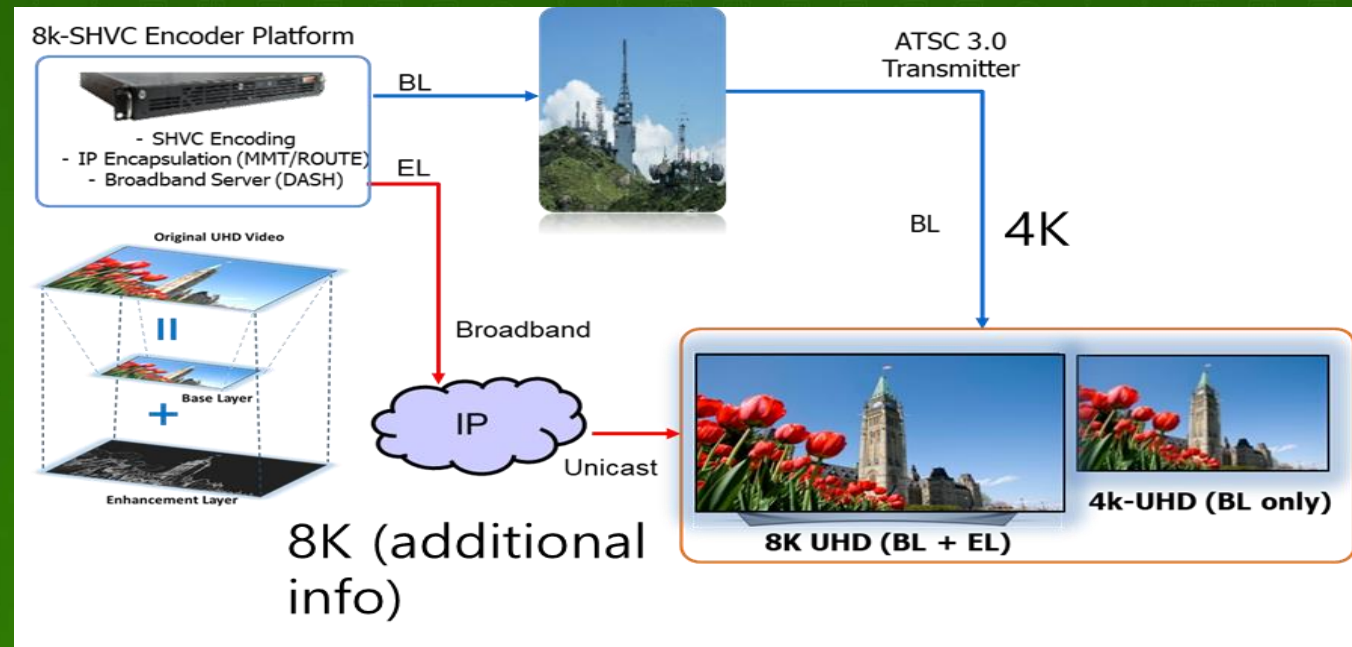 8k-SHVC Encoder Platform
- SHVC Encoding
- IP Encapsulation (MMT/ROUTE)
- Broadband Server (DASH)
BL
EL
ATSC 3.0
Transmitter
BL
4K
Original UHD Video
=
Base Layer
+
Enhancement Layer
Broadband
IP
Unicast
8K (additional
info)
8K UHD (BL + EL)
4k-UHD (BL only)